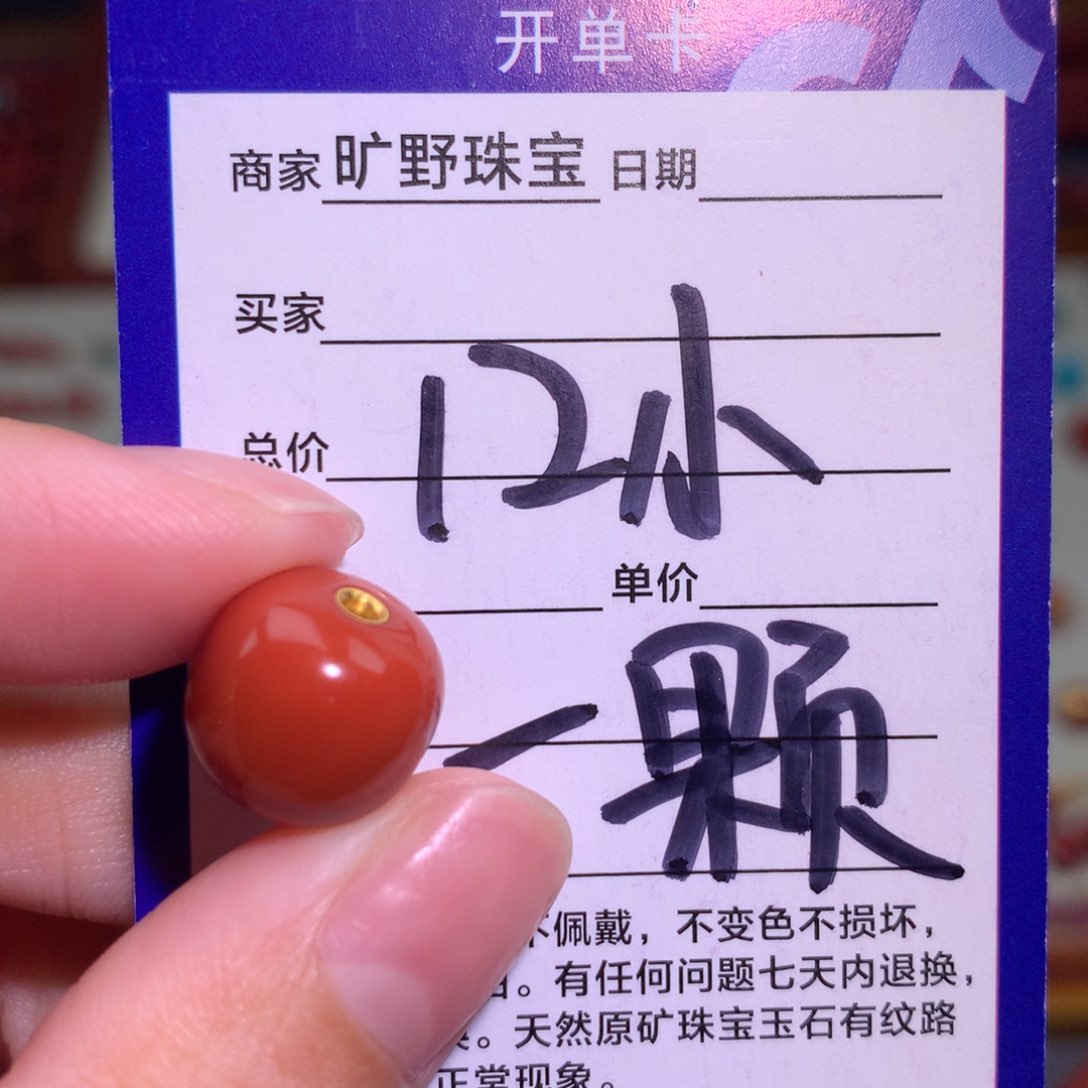 开单卡
商家 旷野珠宝 日期
买家
总价 12小
单价
一颗
不佩戴，不变色不损坏，
。有任何问题七天内退换，
。天然原矿珠宝玉石有纹路
正常现象。